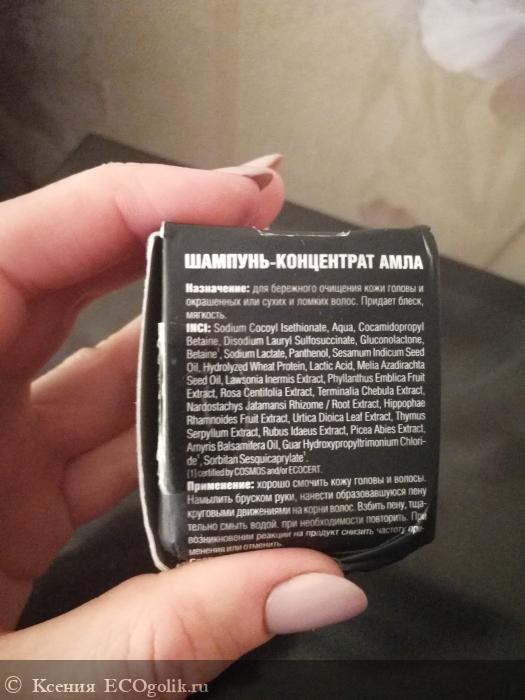 ШАМПУНЬ-КОНЦЕНТРАТ АМЛА
Назначение: для бережного очищения кожи головы и
окрашенных или сухих и ломких волос. Придает блеск,
мягкость.
INCI: Sodium Cocoyl Isethionate, Aqua, Cocamidopropyl
Betaine, Disodium Lauryl Sulfosuccinate, Gluconolactone,
Betaine¹, Sodium Lactate, Panthenol, Sesamum Indicum Seed
Oil, Hydrolyzed Wheat Protein, Lactic Acid, Melia Azadirachta
Seed Oil, Lawsonia Inermis Extract, Phyllanthus Emblica Fruit
Extract, Rosa Centifolia Extract, Terminalia Chebula Extract,
Nardostachys Jatamansi Rhizome / Root Extract, Hippophae
Rhamnoides Fruit Extract, Urtica Dioica Leaf Extract, Thymus
Serpyllum Extract, Rubus Idaeus Extract, Picea Abies Extract,
Amyris Balsamifera Oil, Guar Hydroxypropyltrimonium Chlori-
de¹, Sorbitan Sesquicaprylate¹.
(1) certified by COSMOS and/or ECOCERT.
Применение: хорошо смочить кожу головы и волосы.
Намылить бруском руки, нанести образовавшуюся пену
круговыми движениями на корни волос. Взбить пену, тща-
тельно смыть водой. при необходимости повторить. При
возникновении реакции на продукт снизить частоту при-
менения или отменить.
© Ксения ECOgolik.ru